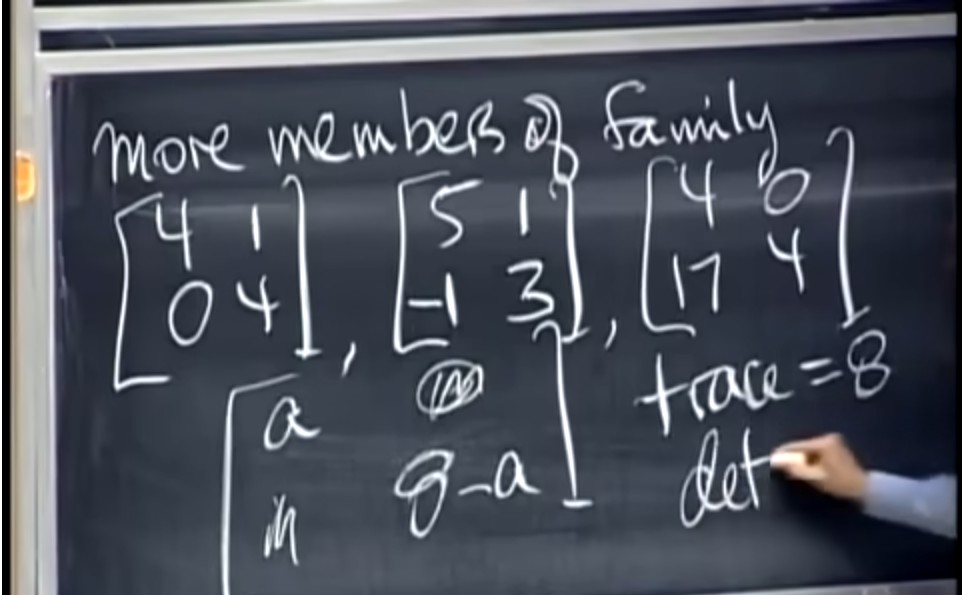 more members of family
[4 1 [5 1 [4 0
0 4], -1 3], 17 4]
[a trace = 8
8-a] det